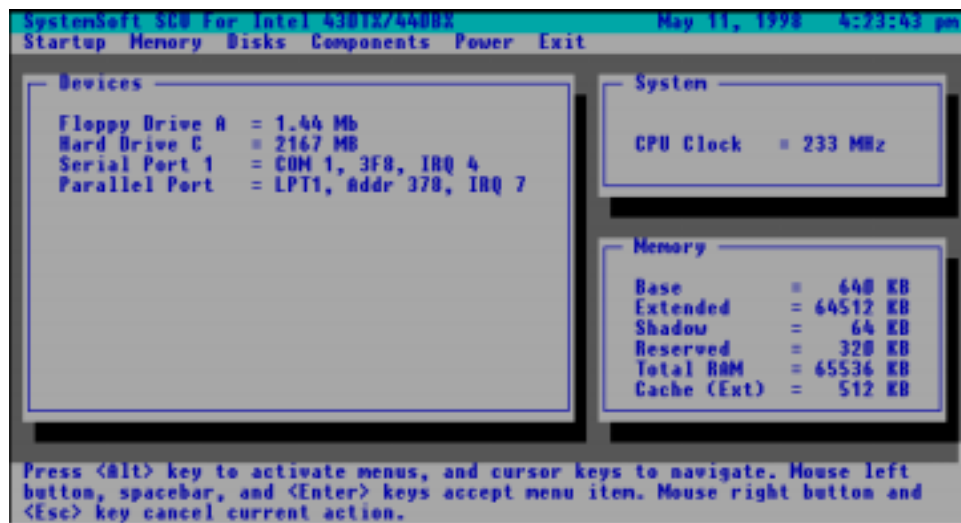 SystemSoft SCU For Intel 430TX/440BX May 11, 1998 4:23:43 pm
Startup Memory Disks Components Power Exit
Devices
Floppy Drive A = 1.44 Mb
Hard Drive C = 2167 MB
Serial Port 1 = COM 1, 3F8, IRQ 4
Parallel Port = LPT1, Addr 378, IRQ 7
System
CPU Clock = 233 MHz
Memory
Base = 640 KB
Extended = 64512 KB
Shadow = 64 KB
Reserved = 320 KB
Total RAM = 65536 KB
Cache (Ext) = 512 KB
Press <Alt> key to activate menus, and cursor keys to navigate. Mouse left
button, spacebar, and <Enter> keys accept menu item. Mouse right button and
<Esc> key cancel current action.